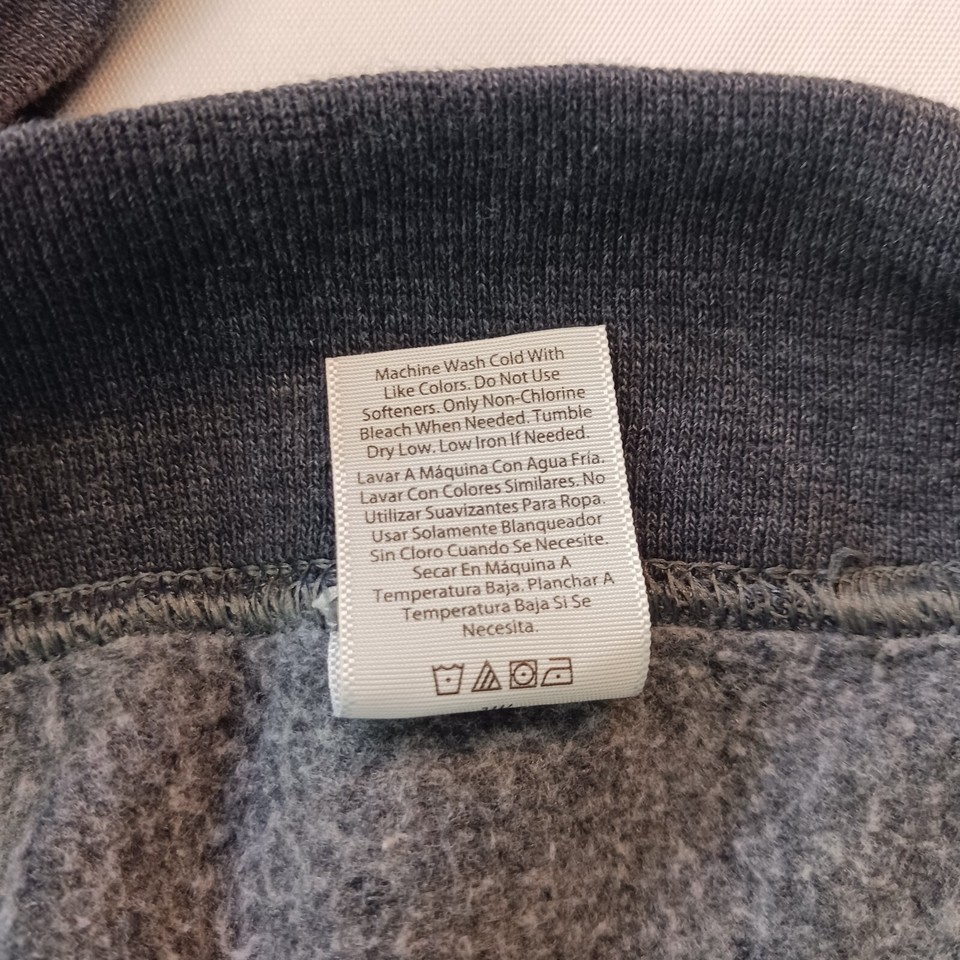 Machine Wash Cold With
Like Colors. Do Not Use
Softeners. Only Non-Chlorine
Bleach When Needed. Tumble
Dry Low. Low Iron If Needed.
Lavar A Máquina Con Agua Fría.
Lavar Con Colores Similares. No
Utilizar Suavizantes Para Ropa.
Usar Solamente Blanqueador
Sin Cloro Cuando Se Necesite.
Secar En Máquina A
Temperatura Baja. Planchar A
Temperatura Baja Si Se
Necesita.